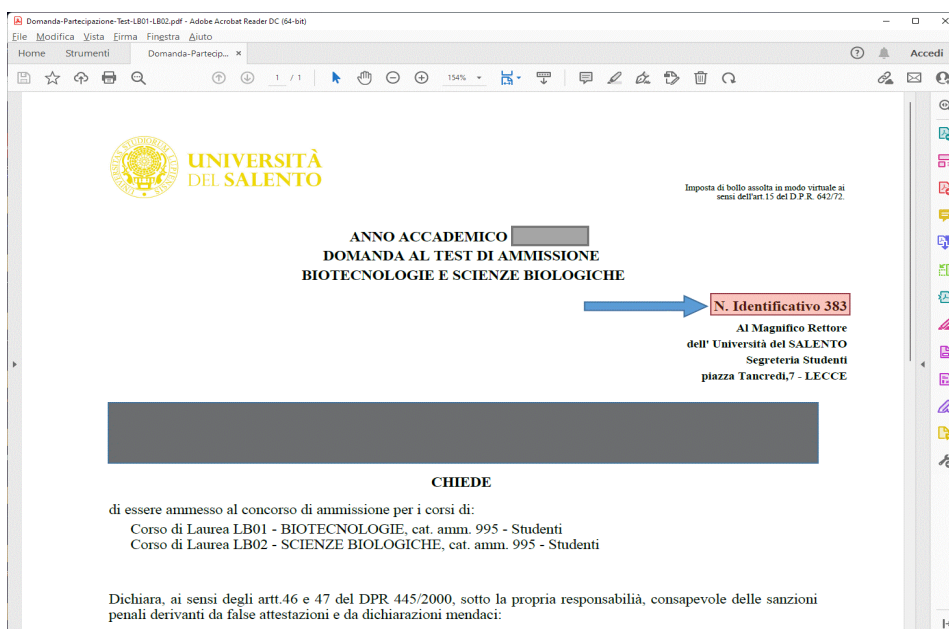 Domanda-Partecipazione-Test-LB01-LB02.pdf - Adobe Acrobat Reader DC (64-bit)
File Modifica Vista Firma Finestra Aiuto
Home Strumenti Domanda-Partecip... × Accedi
1 / 1 154%
UNIVERSITÀ
DEL SALENTO
Imposta di bollo assolta in modo virtuale ai
sensi dell'art.15 del D.P.R. 642/72.
ANNO ACCADEMICO
DOMANDA AL TEST DI AMMISSIONE
BIOTECNOLOGIE E SCIENZE BIOLOGICHE
N. Identificativo 383
Al Magnifico Rettore
dell' Università del SALENTO
Segreteria Studenti
piazza Tancredi,7 - LECCE
CHIEDE
di essere ammesso al concorso di ammissione per i corsi di:
Corso di Laurea LB01 - BIOTECNOLOGIE, cat. amm. 995 - Studenti
Corso di Laurea LB02 - SCIENZE BIOLOGICHE, cat. amm. 995 - Studenti
Dichiara, ai sensi degli artt.46 e 47 del DPR 445/2000, sotto la propria responsabilià, consapevole delle sanzioni
penali derivanti da false attestazioni e da dichiarazioni mendaci: